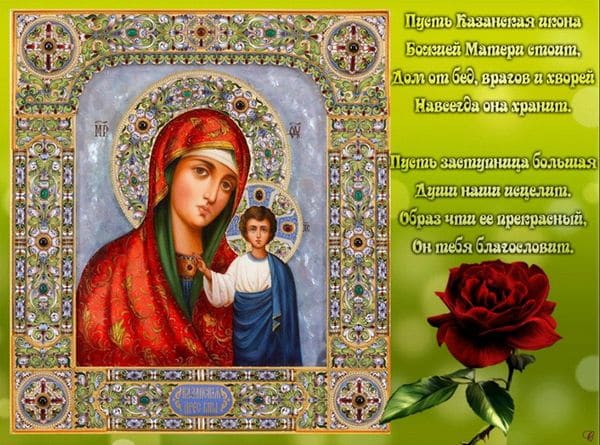 Пусть Казанская икона
Божией Матери стоит,
Дом от бед, врагов и хворей
Навсегда она хранит.
Пусть заступница большая
Души наши исцелит.
Образ чти ее прекрасный,
Он тебя благословит.